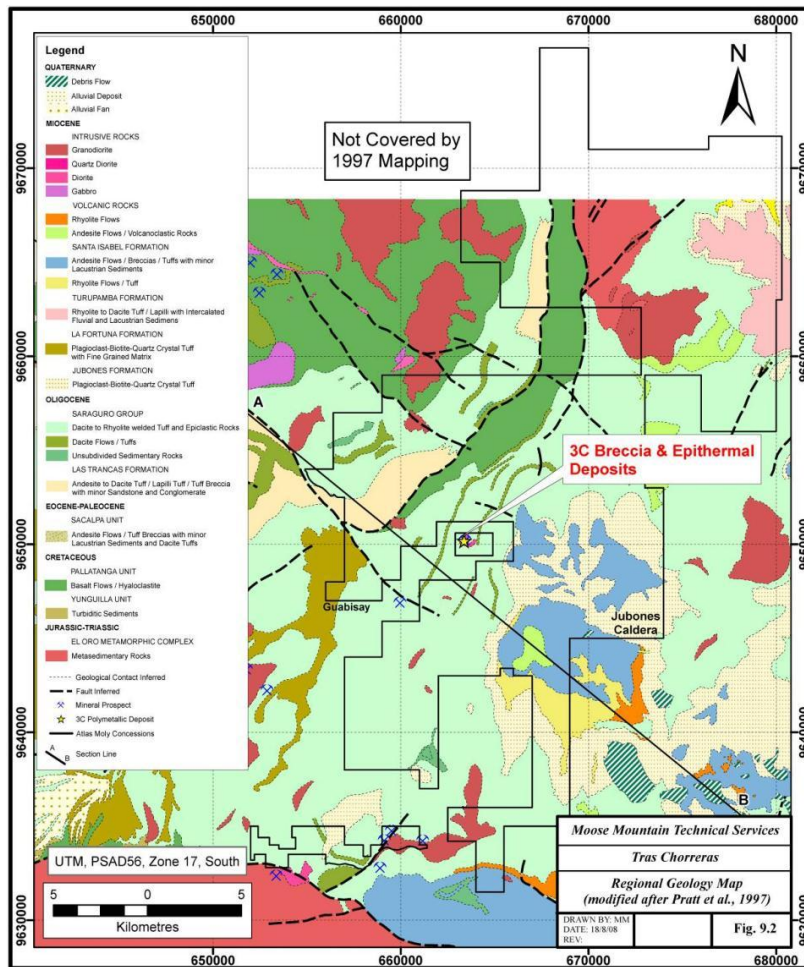 650000
660000
670000
680000
Legend
QUATERNARY
Debris Flow
Alluvial Deposit
Alluvial Fan
MIOCENE
INTRUSIVE ROCKS
Granodiorite
Quartz Diorite
Diorite
Gabbro
VOLCANIC ROCKS
Rhyolite Flows
Andesite Flows / Volcanoclastic Rocks
SANTA ISABEL FORMATION
Andesite Flows / Breccias / Tuffs with minor
Lacustrian Sediments
Rhyolite Flows / Tuff
TURUPAMBA FORMATION
Rhyolite to Dacite Tuff / Lapilli with Intercalated
Fluvial and Lacustrian Sedimens
LA FORTUNA FORMATION
Plagioclast-Biotite-Quartz Crystal Tuff
with Fine Grained Matrix
JUBONES FORMATION
Plagioclast-Biotite-Quartz Crystal Tuff
OLIGOCENE
SARAGURO GROUP
Dacite to Rhyolite welded Tuff and Epiclastic Rocks
Dacite Flows / Tuffs
Unsubdivided Sedimentary Rocks
LAS TRANCAS FORMATION
Andesite to Dacite Tuff / Lapilli Tuff / Tuff Breccia
with minor Sandstone and Conglomerate
EOCENE-PALEOCENE
SACALPA UNIT
Andesite Flows / Tuff Breccias with minor
Lacustrian Sediments and Dacite Tuffs
CRETACEOUS
PALLATANGA UNIT
Basalt Flows / Hyaloclastite
YUNGUILLA UNIT
Turbiditic Sediments
JURASSIC-TRIASSIC
EL ORO METAMORPHIC COMPLEX
Metasedimentary Rocks
Geological Contact Inferred
Fault Inferred
Mineral Prospect
3C Polymetallic Deposit
Atlas Moly Concessions
A
B
Section Line
N
Not Covered by
1997 Mapping
9670000
9670000
9660000
9660000
A
3C Breccia & Epithermal
Deposits
9650000
9650000
Guabisay
Jubones
Caldera
9640000
9640000
B
UTM, PSAD56, Zone 17, South
5
0
5
Kilometres
Moose Mountain Technical Services
Tras Chorreras
Regional Geology Map
(modified after Pratt et al., 1997)
DRAWN BY: MM
DATE: 18/8/08
REV:
Fig. 9.2
9630000
9630000
650000
660000
670000
680000